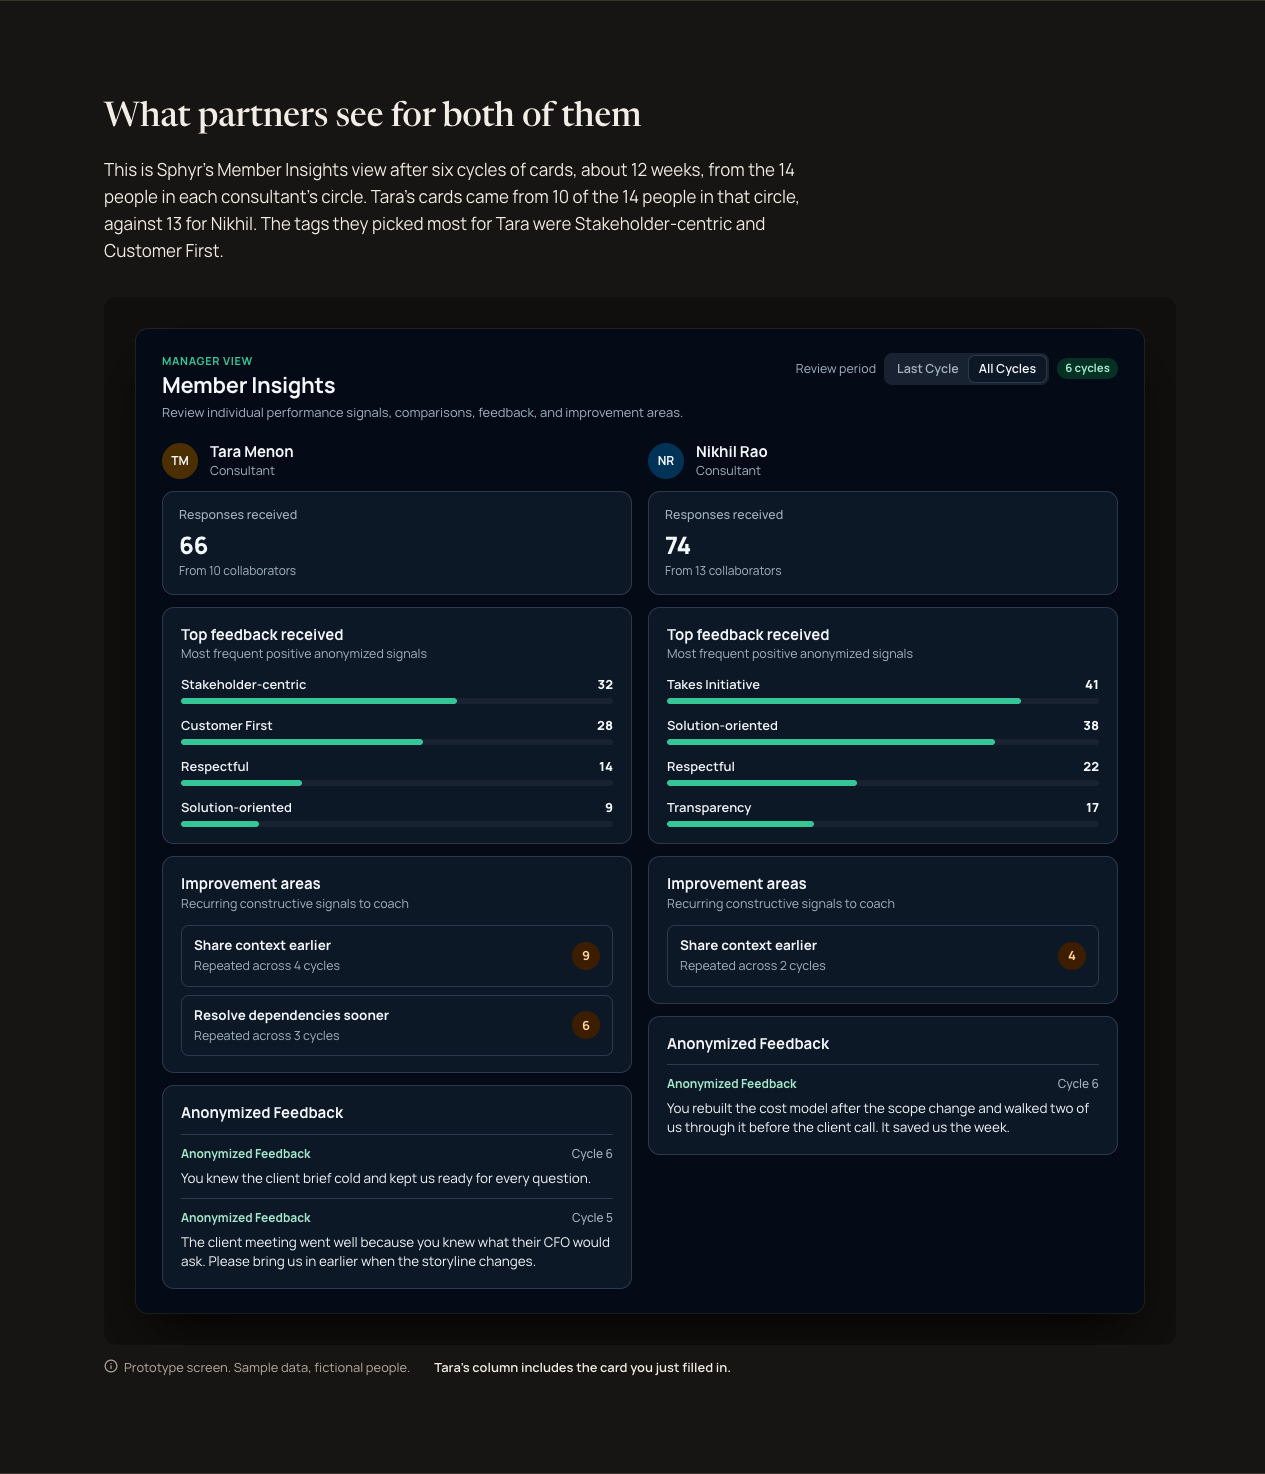 What partners see for both of them
This is Sphyr's Member Insights view after six cycles of cards, about 12 weeks, from the 14
people in each consultant's circle. Tara's cards came from 10 of the 14 people in that circle,
against 13 for Nikhil. The tags they picked most for Tara were Stakeholder-centric and
Customer First.
MANAGER VIEW
Member Insights
Review individual performance signals, comparisons, feedback, and improvement areas.
Review period
Last Cycle
All Cycles
6 cycles
TM
Tara Menon
Consultant
Responses received
66
From 10 collaborators
Top feedback received
Most frequent positive anonymized signals
Stakeholder-centric 32
Customer First 28
Respectful 14
Solution-oriented 9
Improvement areas
Recurring constructive signals to coach
Share context earlier
Repeated across 4 cycles
9
Resolve dependencies sooner
Repeated across 3 cycles
6
Anonymized Feedback
Anonymized Feedback Cycle 6
You knew the client brief cold and kept us ready for every question.
Anonymized Feedback Cycle 5
The client meeting went well because you knew what their CFO would
ask. Please bring us in earlier when the storyline changes.
NR
Nikhil Rao
Consultant
Responses received
74
From 13 collaborators
Top feedback received
Most frequent positive anonymized signals
Takes Initiative 41
Solution-oriented 38
Respectful 22
Transparency 17
Improvement areas
Recurring constructive signals to coach
Share context earlier
Repeated across 2 cycles
4
Anonymized Feedback
Anonymized Feedback Cycle 6
You rebuilt the cost model after the scope change and walked two of
us through it before the client call. It saved us the week.
Prototype screen. Sample data, fictional people. Tara's column includes the card you just filled in.